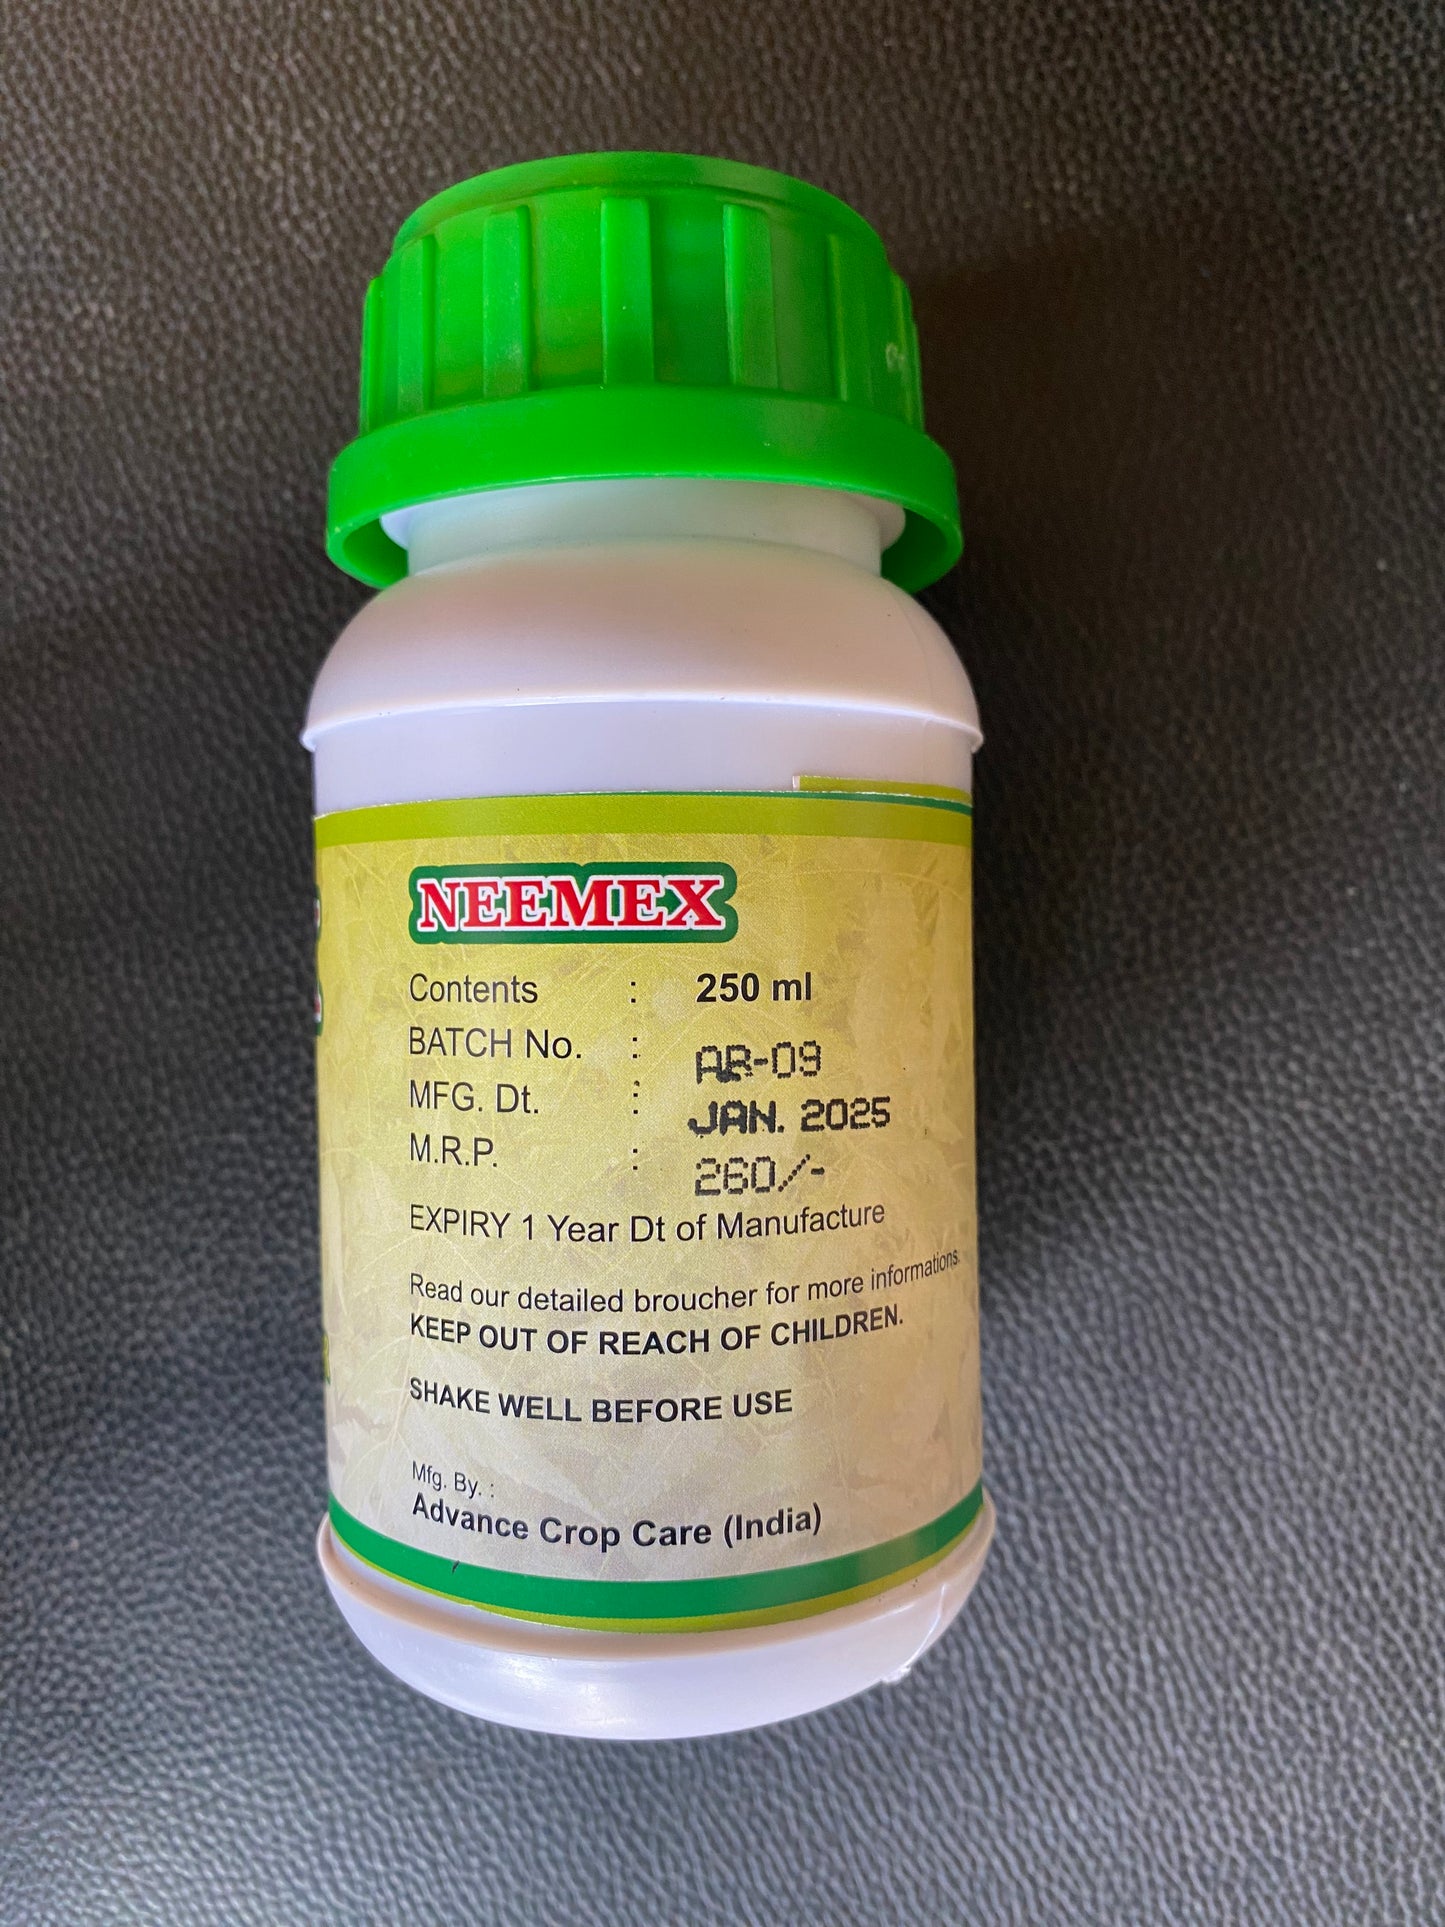 NEEMEX
Contents : 250 ml
BATCH No. : AB-09
MFG. Dt. : JAN. 2025
M.R.P. : 260/-
EXPIRY 1 Year Dt of Manufacture
Read our detailed broucher for more informations.
KEEP OUT OF REACH OF CHILDREN.
SHAKE WELL BEFORE USE
Mfg. By. :
Advance Crop Care (India)